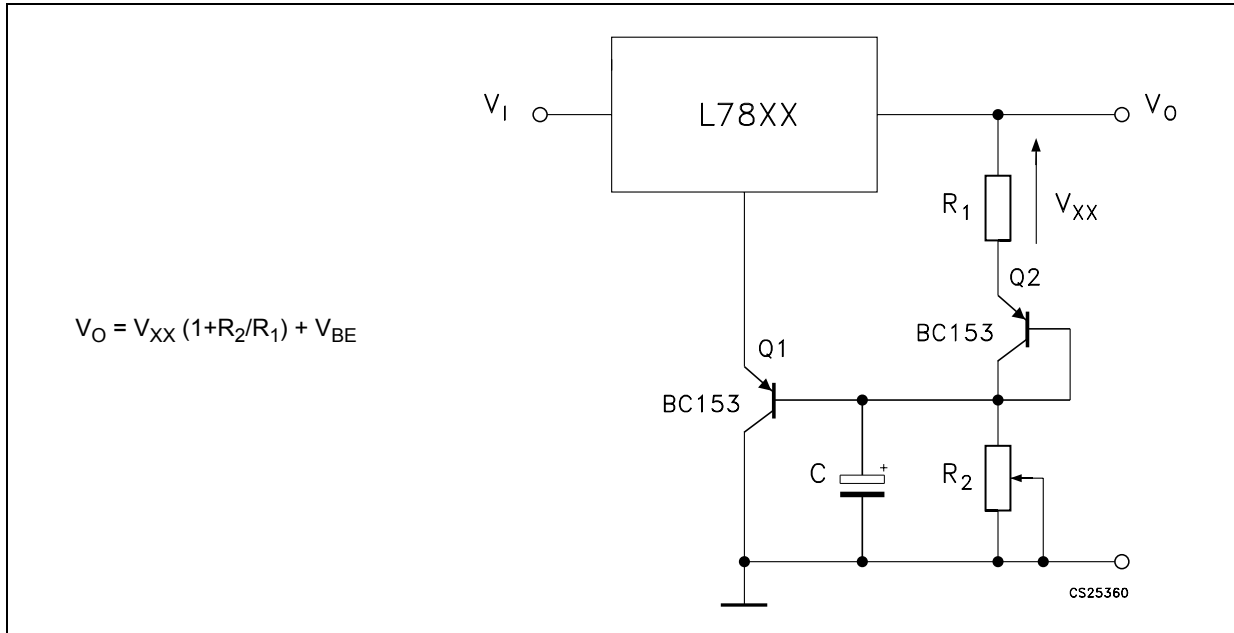 V_I
L78XX
V_O
R_1
V_XX
Q2
BC153
V_O = V_XX (1+R_2/R_1) + V_BE
Q1
BC153
C
+
R_2
CS25360